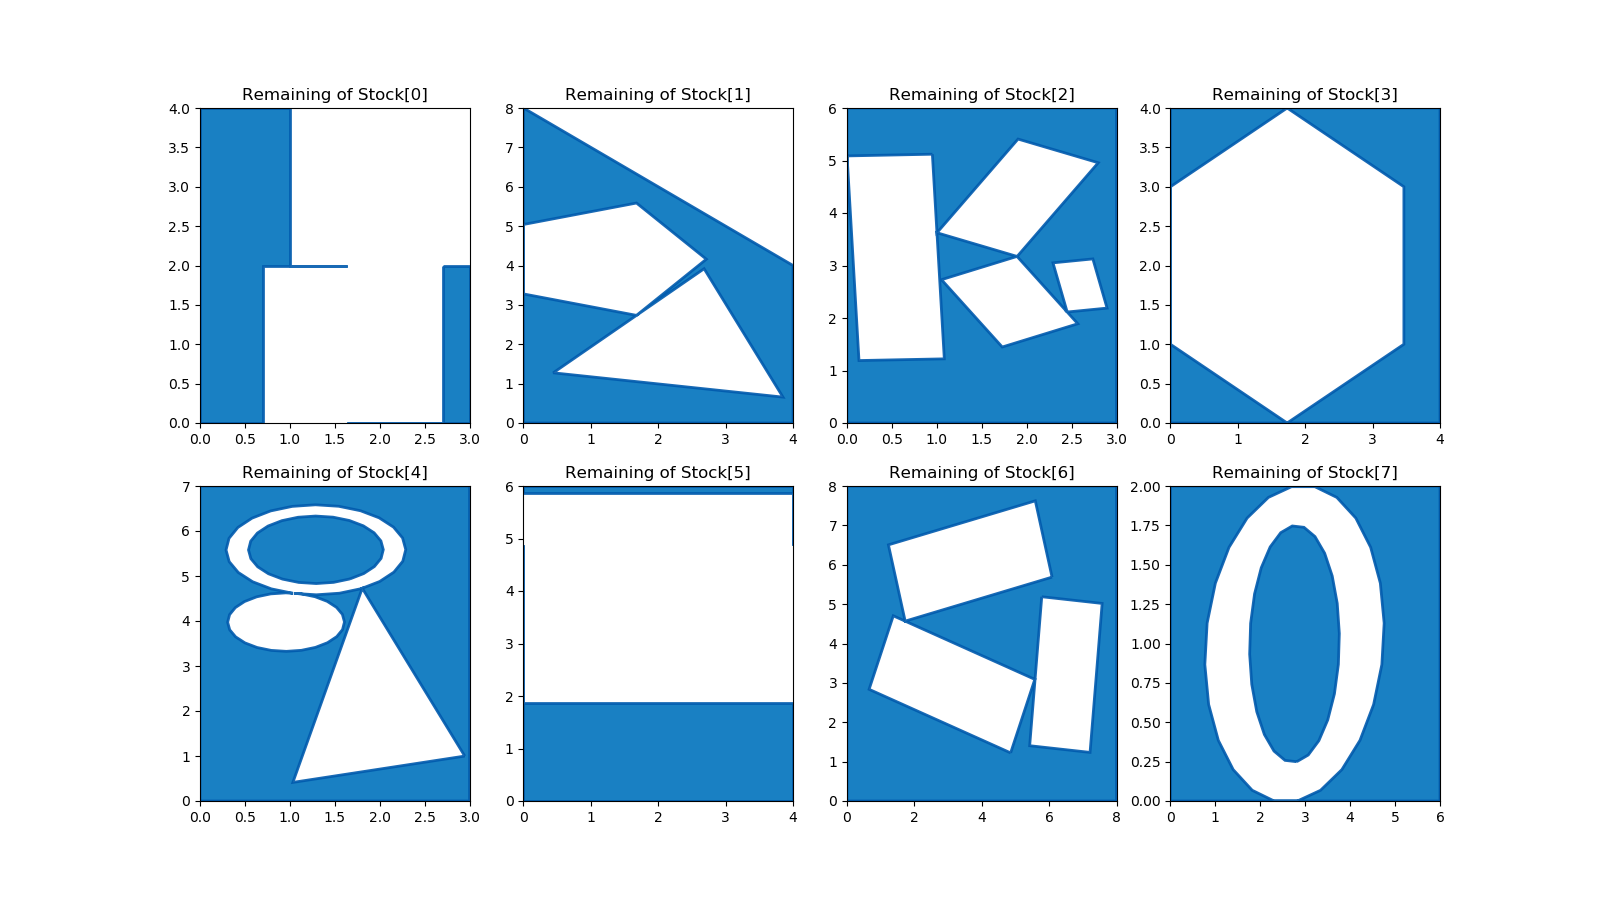 Remaining of Stock[0] Remaining of Stock[1] Remaining of Stock[2] Remaining of Stock[3]
4.0 8 6 4.0
3.5 7 3.5
5
3.0 6 3.0
4
2.5 5 2.5
2.0 4 3 2.0
1.5 3 1.5
2
1.0 2 1.0
1
0.5 1 0.5
0.0 0 0 0.0
0.0 0.5 1.0 1.5 2.0 2.5 3.0 0 1 2 3 4 0.0 0.5 1.0 1.5 2.0 2.5 3.0 0 1 2 3 4
Remaining of Stock[4] Remaining of Stock[5] Remaining of Stock[6] Remaining of Stock[7]
7 6 8 2.00
6 7 1.75
5
5 6 1.50
4 4 5 1.25
3 3 4 1.00
3 0.75
2 2 2 0.50
1 1 1 0.25
0 0 0 0.00
0.0 0.5 1.0 1.5 2.0 2.5 3.0 0 1 2 3 4 0 2 4 6 8 0 1 2 3 4 5 6